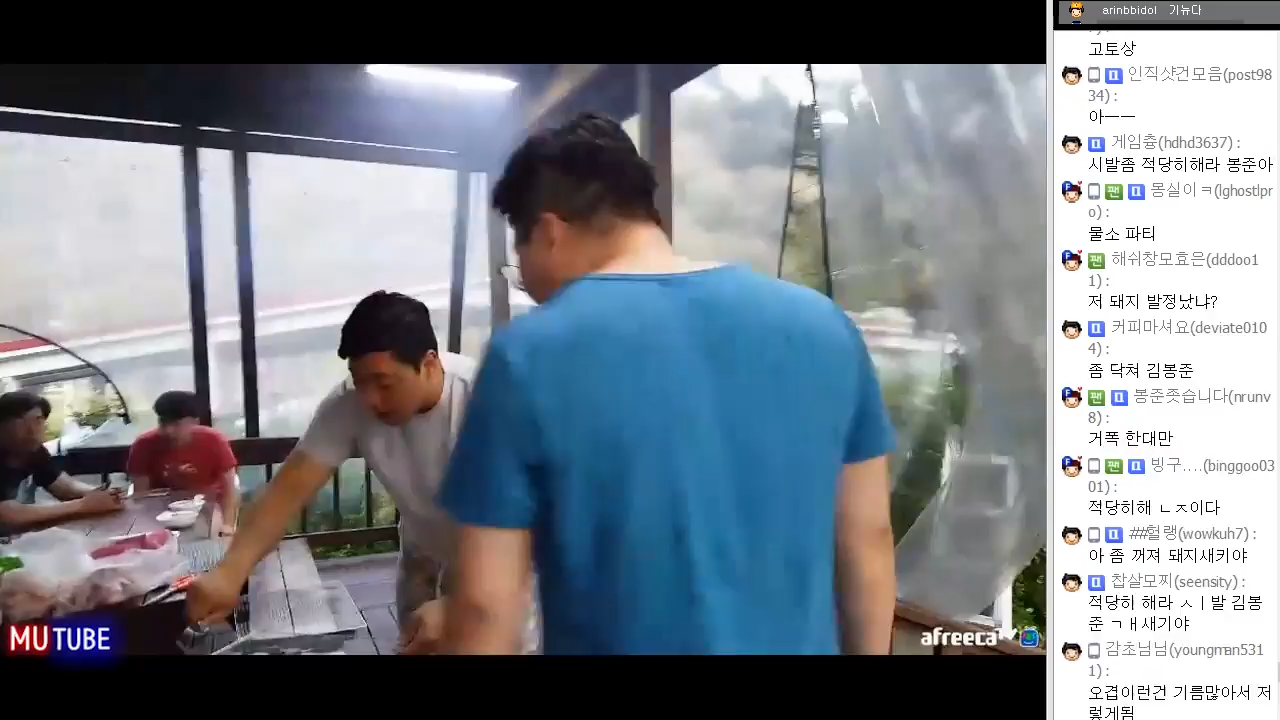 arinbbidol 기뉴다
고토상
인직샷건모음(post98
34) :
아ㅡㅡ
게임츙(hdhd3637) :
시발좀 적당히해라 봉준아
팬 몽실이ㅋ(lghostlpr
o) :
물소 파티
팬 해쉬창모효은(dddoo1
1) :
저 돼지 발정났냐?
커피마셔요(deviate010
4) :
좀 닥쳐 김봉준
팬 봉준좃습니다(nrunv
8) :
거폭 한대만
팬 빙구....(binggoo03
01) :
적당히해 ㄴㅈ이다
##헐랭(wowkuh7) :
아 좀 꺼져 돼지새키야
찹살모찌(seensity) :
적당히 해라 ㅅㅣ발 김봉
준 ㄱㅐ새기야
감초님님(youngman531
1) :
오겹이런건 기름많아서 저
렇게됨
MUTUBE
afreeca